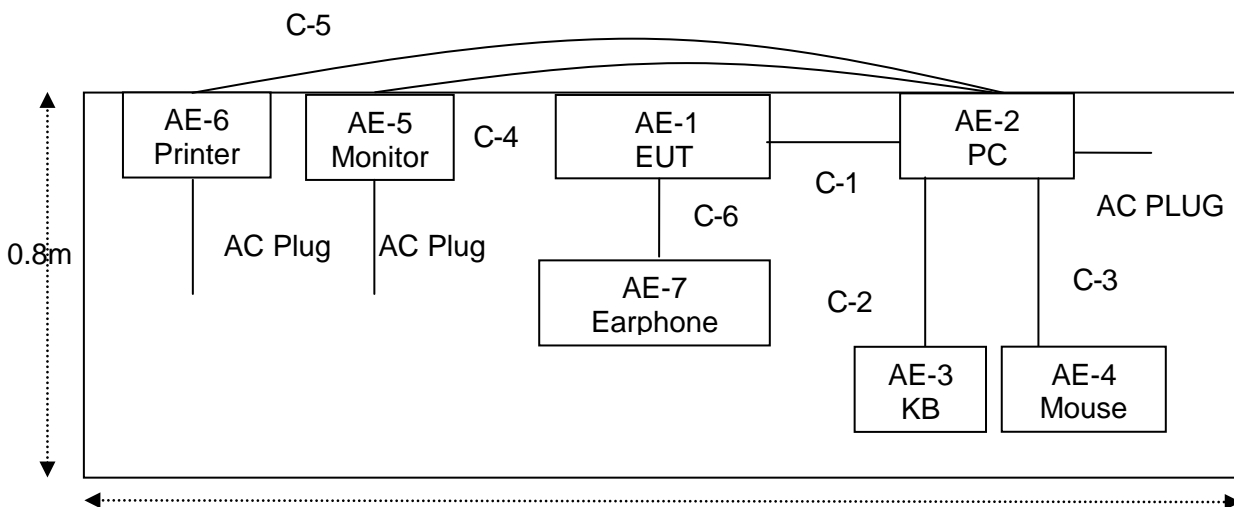 C-5
AE-6
Printer
AE-5
Monitor
C-4
AE-1
EUT
C-1
AE-2
PC
AC PLUG
C-6
AC Plug
AC Plug
0.8m
AE-7
Earphone
C-2
C-3
AE-3
KB
AE-4
Mouse